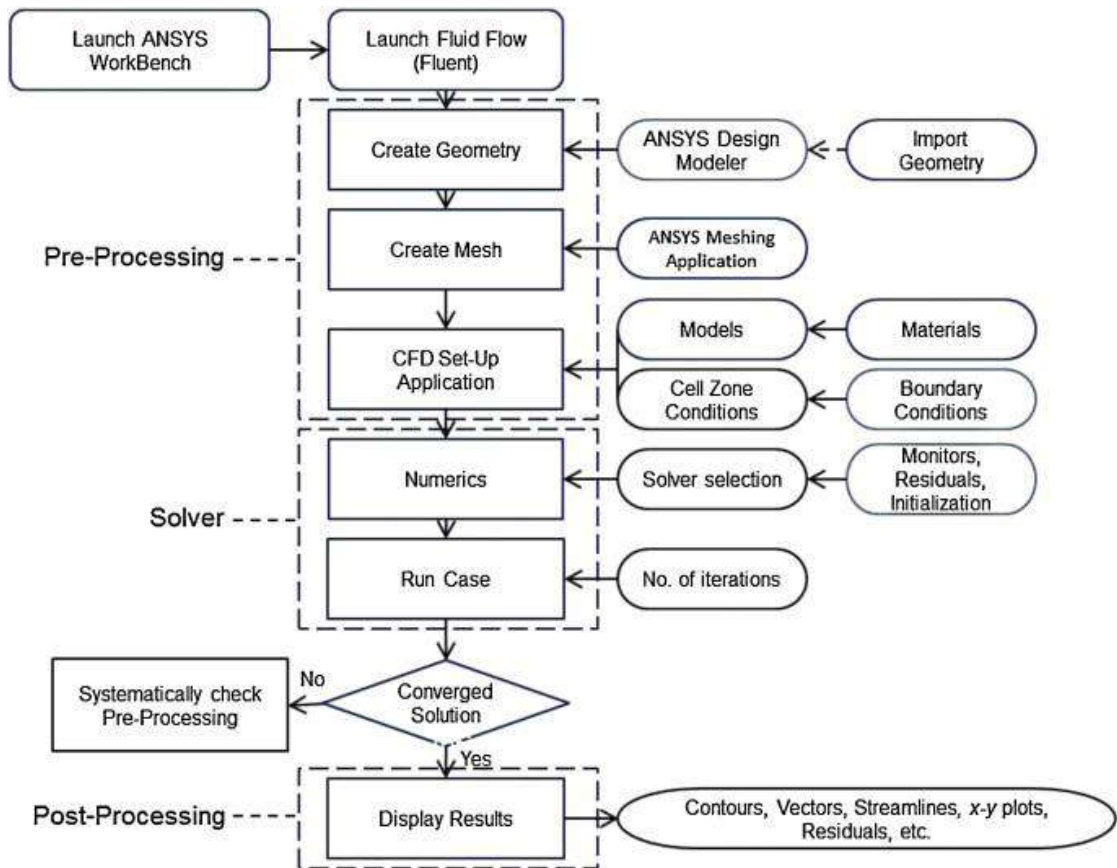 Launch ANSYS
WorkBench
Launch Fluid Flow
(Fluent)
Create Geometry
ANSYS Design
Modeler
Import
Geometry
Pre-Processing
Create Mesh
ANSYS Meshing
Application
CFD Set-Up
Application
Models
Materials
Cell Zone
Conditions
Boundary
Conditions
Solver
Numerics
Solver selection
Monitors,
Residuals,
Initialization
Run Case
No. of iterations
Converged
Solution
No
Systematically check
Pre-Processing
Yes
Post-Processing
Display Results
Contours, Vectors, Streamlines, x-y plots,
Residuals, etc.